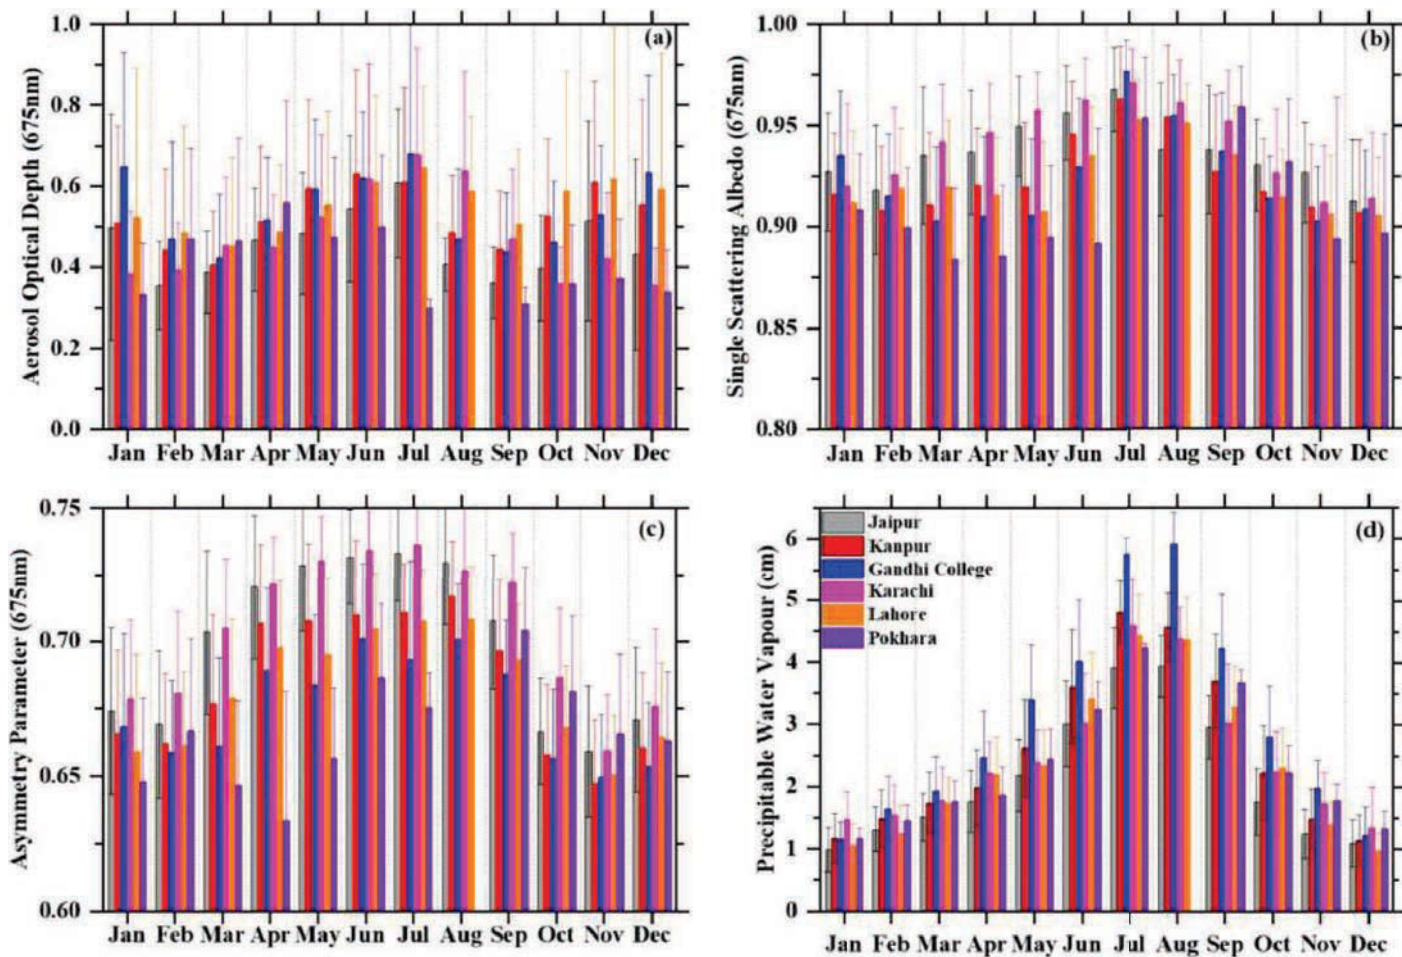 (a)
Aerosol Optical Depth (675nm)
1.0
0.8
0.6
0.4
0.2
0.0
Jan Feb Mar Apr May Jun Jul Aug Sep Oct Nov Dec
(b)
Single Scattering Albedo (675nm)
1.00
0.95
0.90
0.85
0.80
Jan Feb Mar Apr May Jun Jul Aug Sep Oct Nov Dec
(c)
Asymmetry Parameter (675nm)
0.75
0.70
0.65
0.60
Jan Feb Mar Apr May Jun Jul Aug Sep Oct Nov Dec
(d)
Precipitable Water Vapour (cm)
6
5
4
3
2
1
0
Jaipur
Kanpur
Gandhi College
Karachi
Lahore
Pokhara
Jan Feb Mar Apr May Jun Jul Aug Sep Oct Nov Dec